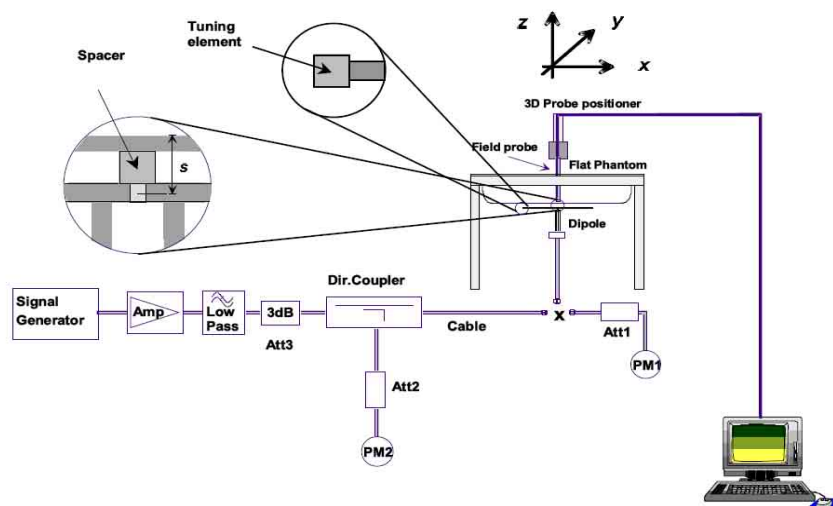 Tuning
element
Spacer
s
z
y
x
3D Probe positioner
Field probe
Flat Phantom
Dipole
Dir.Coupler
Signal
Generator
Amp
Low
Pass
3dB
Att3
Cable
x
Att1
PM1
Att2
PM2